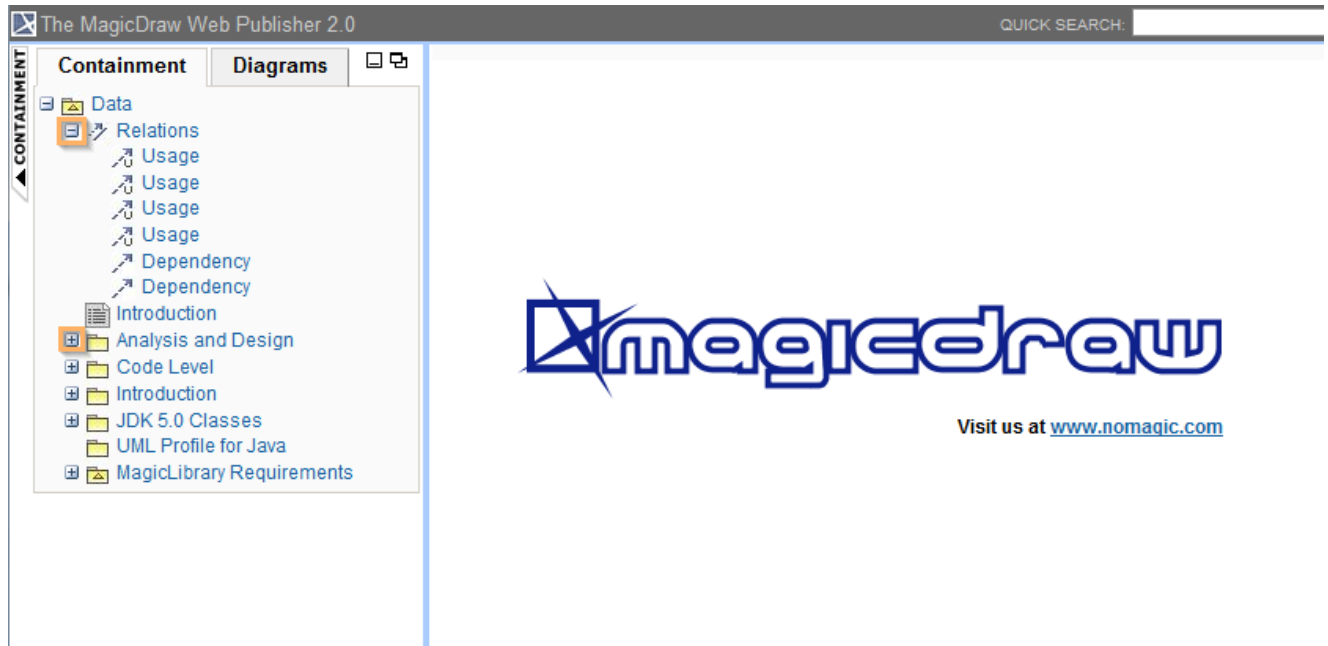 The MagicDraw Web Publisher 2.0
QUICK SEARCH:
CONTAINMENT
Containment
Diagrams
Data
Relations
Usage
Usage
Usage
Usage
Dependency
Dependency
Introduction
Analysis and Design
Code Level
Introduction
JDK 5.0 Classes
UML Profile for Java
MagicLibrary Requirements
magicdraw
Visit us at www.nomagic.com